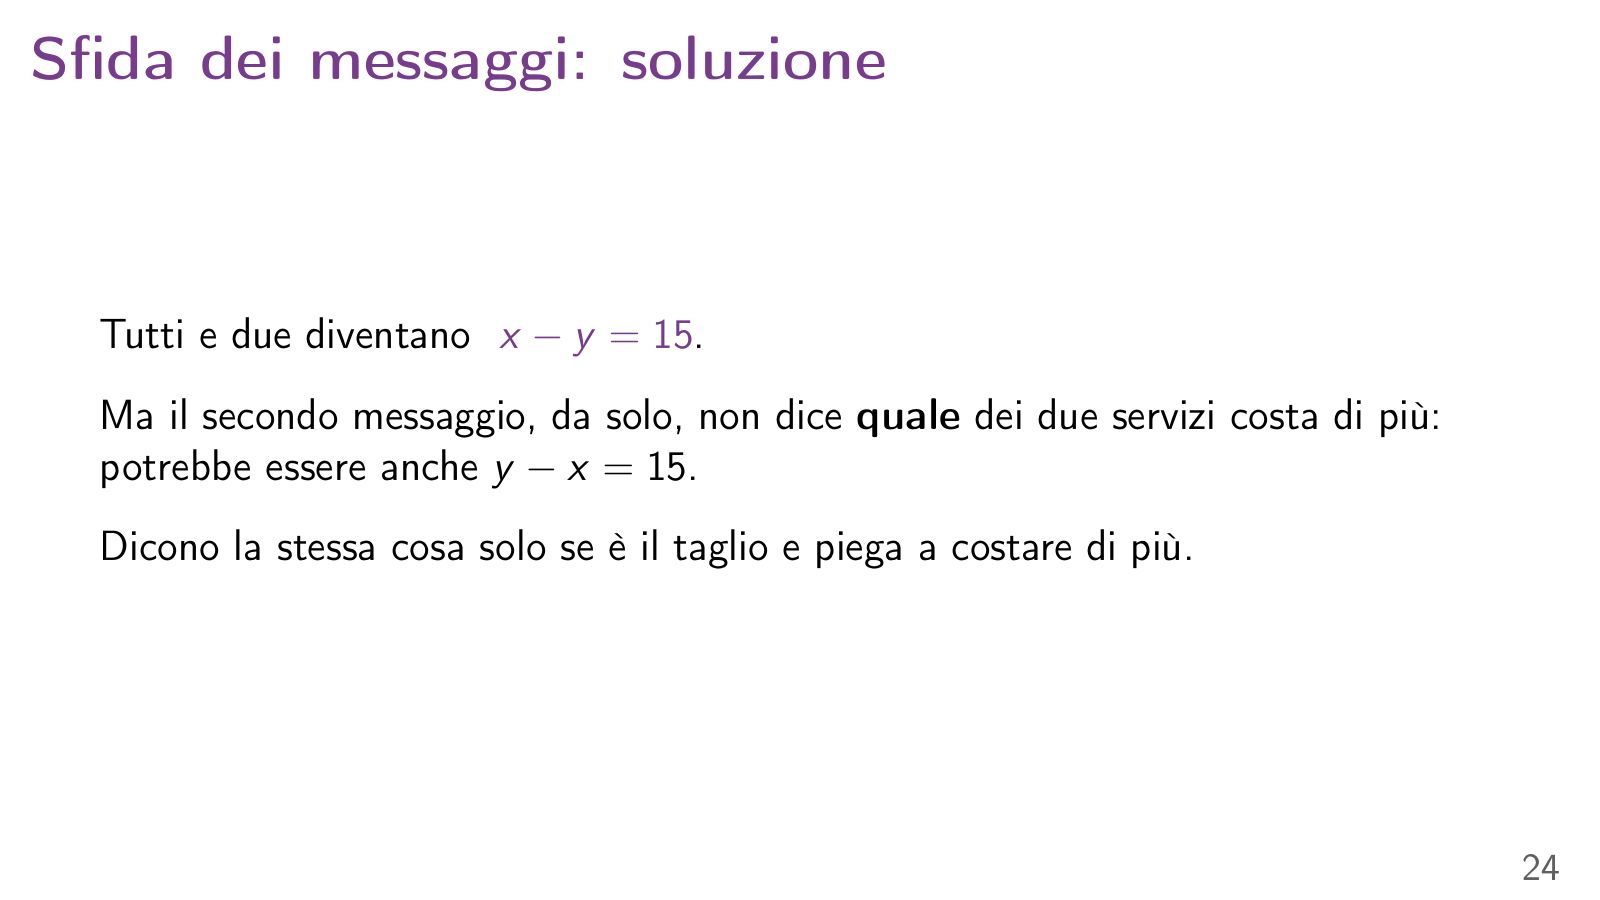 Sfida dei messaggi: soluzione
Tutti e due diventano x − y = 15.
Ma il secondo messaggio, da solo, non dice quale dei due servizi costa di più:
potrebbe essere anche y − x = 15.
Dicono la stessa cosa solo se è il taglio e piega a costare di più.
24